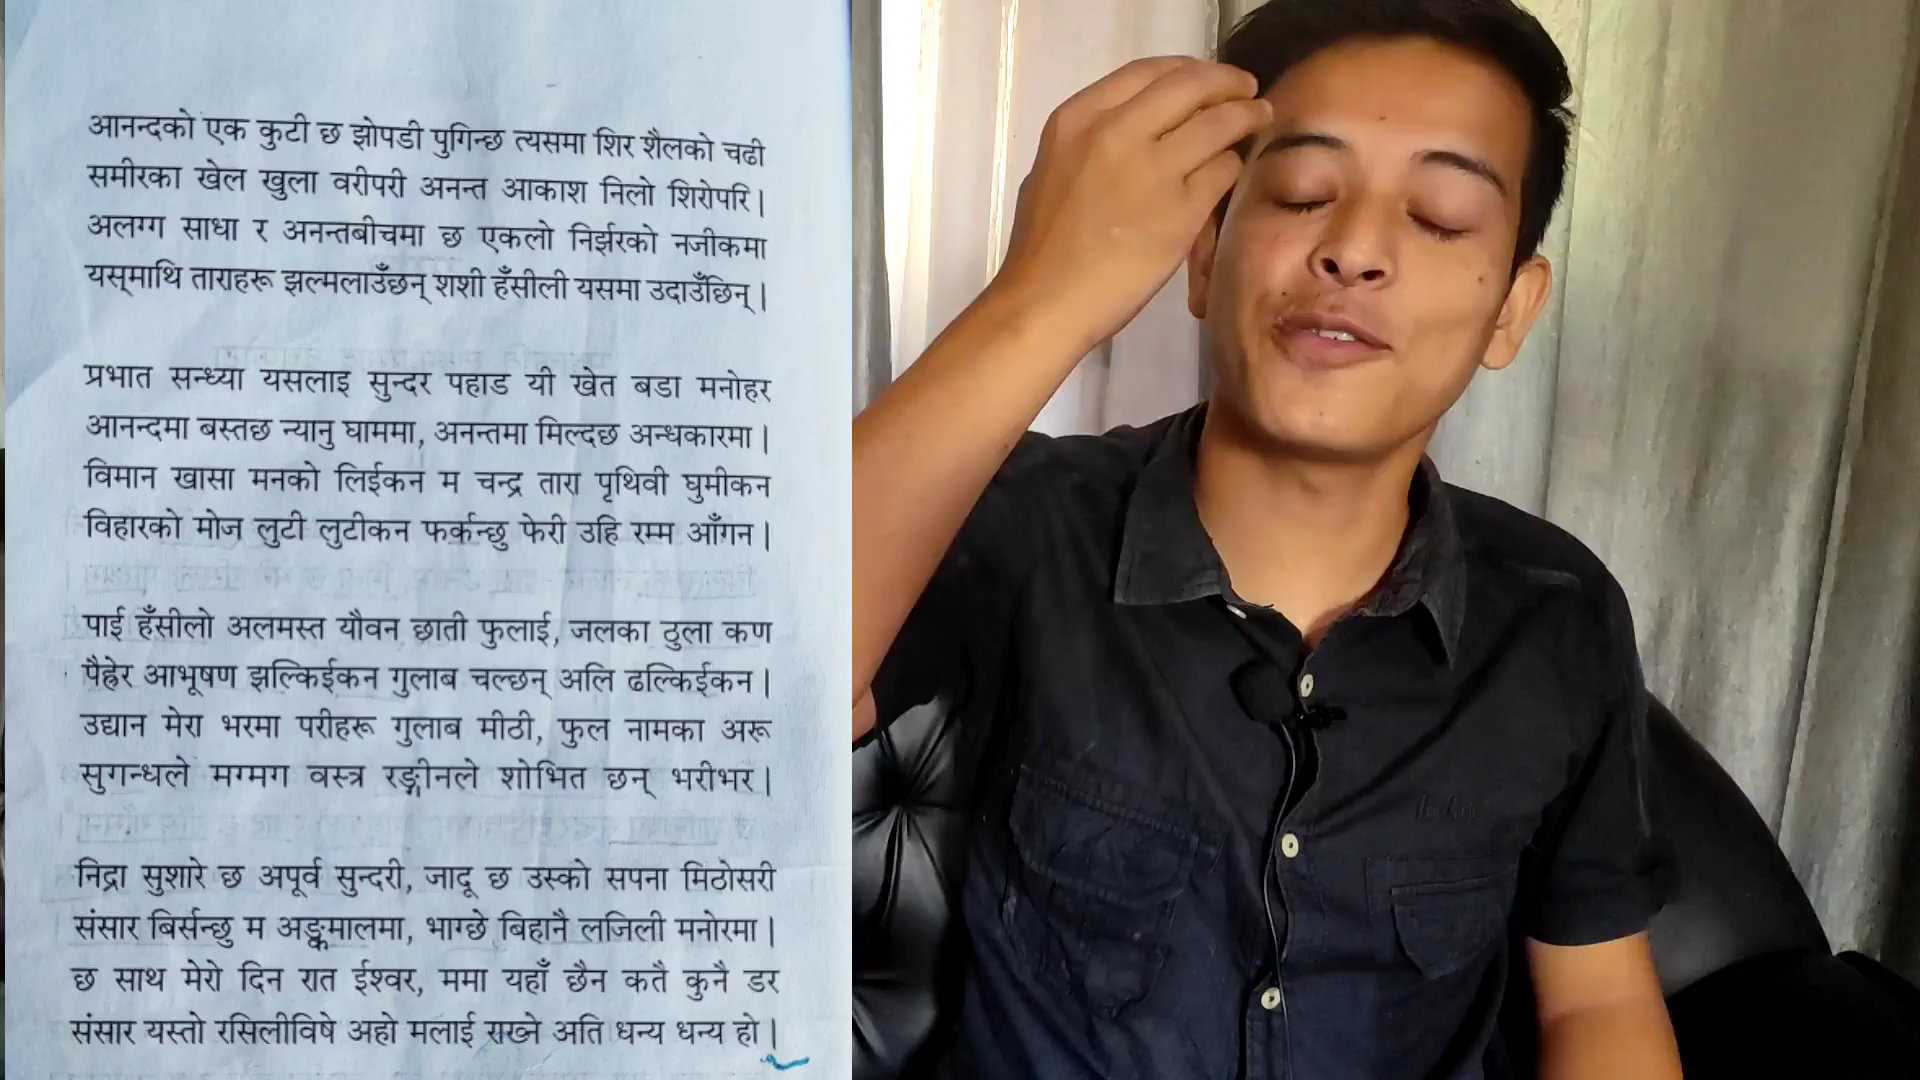 आनन्दको एक कुटी छ झोपडी पुगिन्छ त्यसमा शिर शैलको चढी
समीरका खेल खुला वरीपरी अनन्त आकाश निलो शिरोपरि।
अलग्ग साधा र अनन्तबीचमा छ एकलो निर्झरको नजीकमा
यस्माथि ताराहरू झल्मलाउँछन् शशी हँसीली यसमा उदाउँछिन्।
प्रभात सन्ध्या यसलाइ सुन्दर पहाड यी खेत बडा मनोहर
आनन्दमा बस्तछ न्यानु घाममा, अनन्तमा मिल्दछ अन्धकारमा।
विमान खासा मनको लिईकन म चन्द्र तारा पृथिवी घुमीकन
विहारको मोज लुटी लुटीकन फर्कन्छु फेरी उहि रम्म आँगन।
पाई हँसीलो अलमस्त यौवन छाती फुलाई, जलका ठुला कण
पैह्रेर आभूषण झल्किईकन गुलाब चल्छन् अलि ढल्किईकन।
उद्यान मेरा भरमा परीहरू गुलाब मीठी, फुल नामका अरू
सुगन्धले मग्मग वस्त्र रङ्गीनले शोभित छन् भरीभर।
निद्रा सुशारे छ अपूर्व सुन्दरी, जादू छ उस्को सपना मिठोसरी
संसार बिर्सन्छु म अङ्कमालमा, भाग्छे बिहानै लजिली मनोरमा।
छ साथ मेरो दिन रात ईश्वर, ममा यहाँ छैन कतै कुनै डर
संसार यस्तो रसिलीविषे अहो मलाई राख्ने अति धन्य धन्य हो।